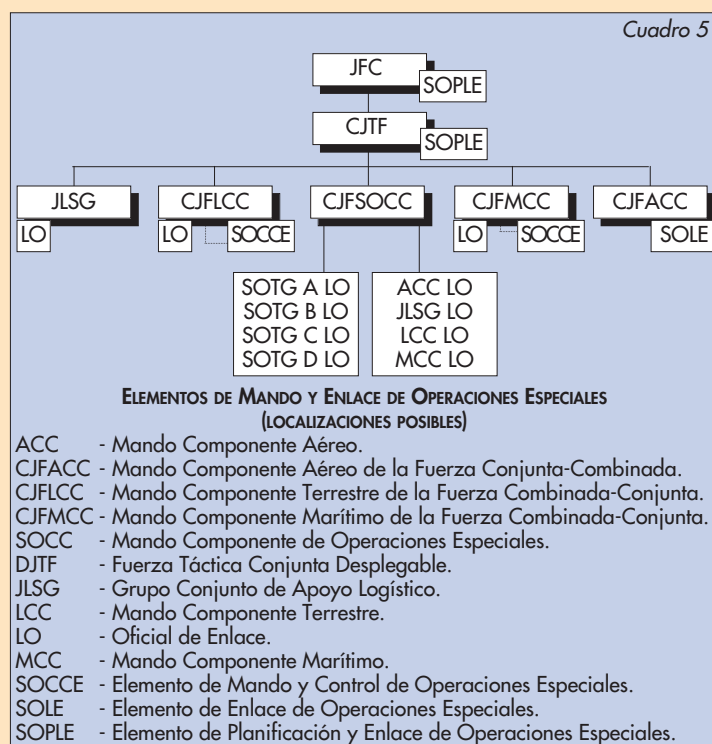 Cuadro 5
JFC
SOPLE
CJTF
SOPLE
JLSG CJFLCC CJFSOCC CJFMCC CJFACC
LO LO SOCCE LO SOCCE SOLE
SOTG A LO ACC LO
SOTG B LO JLSG LO
SOTG C LO LCC LO
SOTG D LO MCC LO
ELEMENTOS DE MANDO Y ENLACE DE OPERACIONES ESPECIALES
(LOCALIZACIONES POSIBLES)
ACC - Mando Componente Aéreo.
CJFACC - Mando Componente Aéreo de la Fuerza Conjunta-Combinada.
CJFLCC - Mando Componente Terrestre de la Fuerza Combinada-Conjunta.
CJFMCC - Mando Componente Marítimo de la Fuerza Combinada-Conjunta.
SOCC - Mando Componente de Operaciones Especiales.
DJTF - Fuerza Táctica Conjunta Desplegable.
JLSG - Grupo Conjunto de Apoyo Logístico.
LCC - Mando Componente Terrestre.
LO - Oficial de Enlace.
MCC - Mando Componente Marítimo.
SOCCE - Elemento de Mando y Control de Operaciones Especiales.
SOLE - Elemento de Enlace de Operaciones Especiales.
SOPLE - Elemento de Planificación y Enlace de Operaciones Especiales.